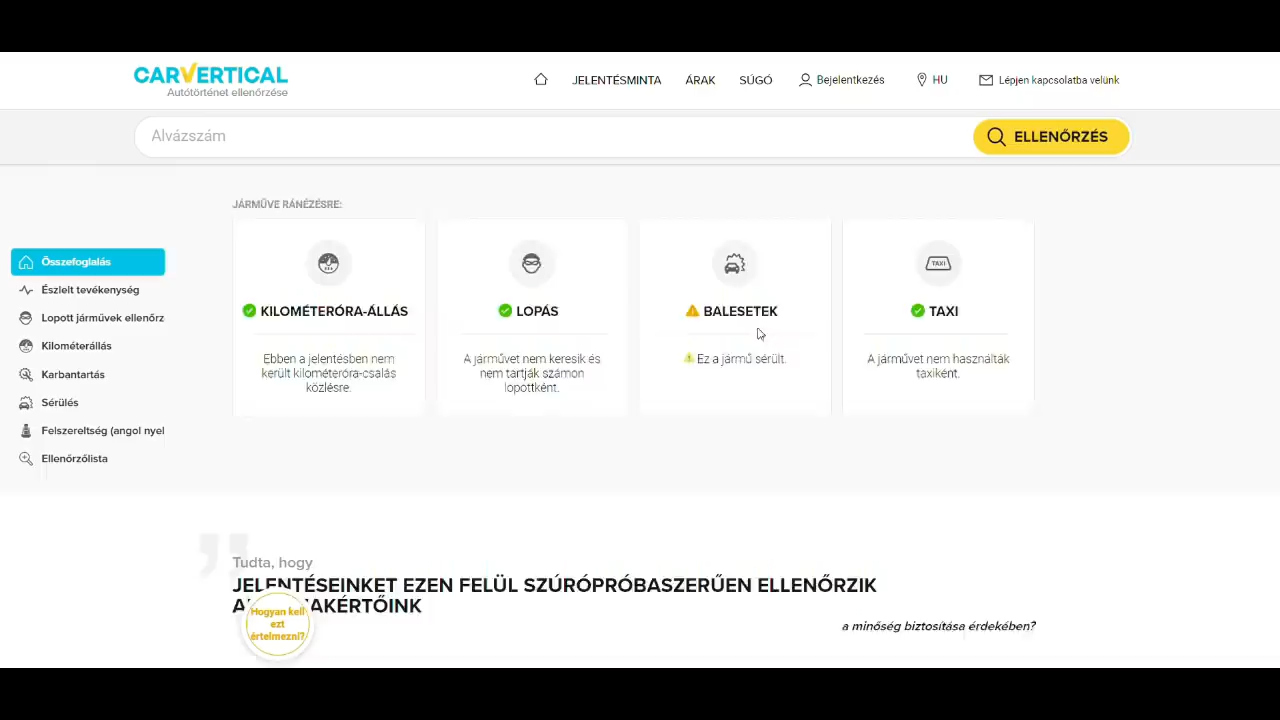 CARVERTICAL
Autótörténet ellenőrzése
JELENTÉSMINTA
ÁRAK
SÚGÓ
Bejelentkezés
HU
Lépjen kapcsolatba velünk
Alvázszám
ELLENŐRZÉS
JÁRMŰVE RÁNÉZÉSRE:
Összefoglalás
Észlelt tevékenység
Lopott járművek ellenőrz
Kilométerállás
Karbantartás
Sérülés
Felszereltség (angol nyel
Ellenőrzőlista
KILOMÉTERÓRA-ÁLLÁS
Ebben a jelentésben nem
került kilométeróra-csalás
közlésre.
LOPÁS
A járművet nem keresik és
nem tartják számon
lopottként.
BALESETEK
Ez a jármű sérült.
TAXI
TAXI
A járművet nem használták
taxiként.
Tudta, hogy
JELENTÉSEINKET EZEN FELÜL SZÚRÓPRÓBASZERŰEN ELLENŐRZIK
AKÉRTŐINK
a minőség biztosítása érdekében?
Hogyan kell
ezt
értelmezni?